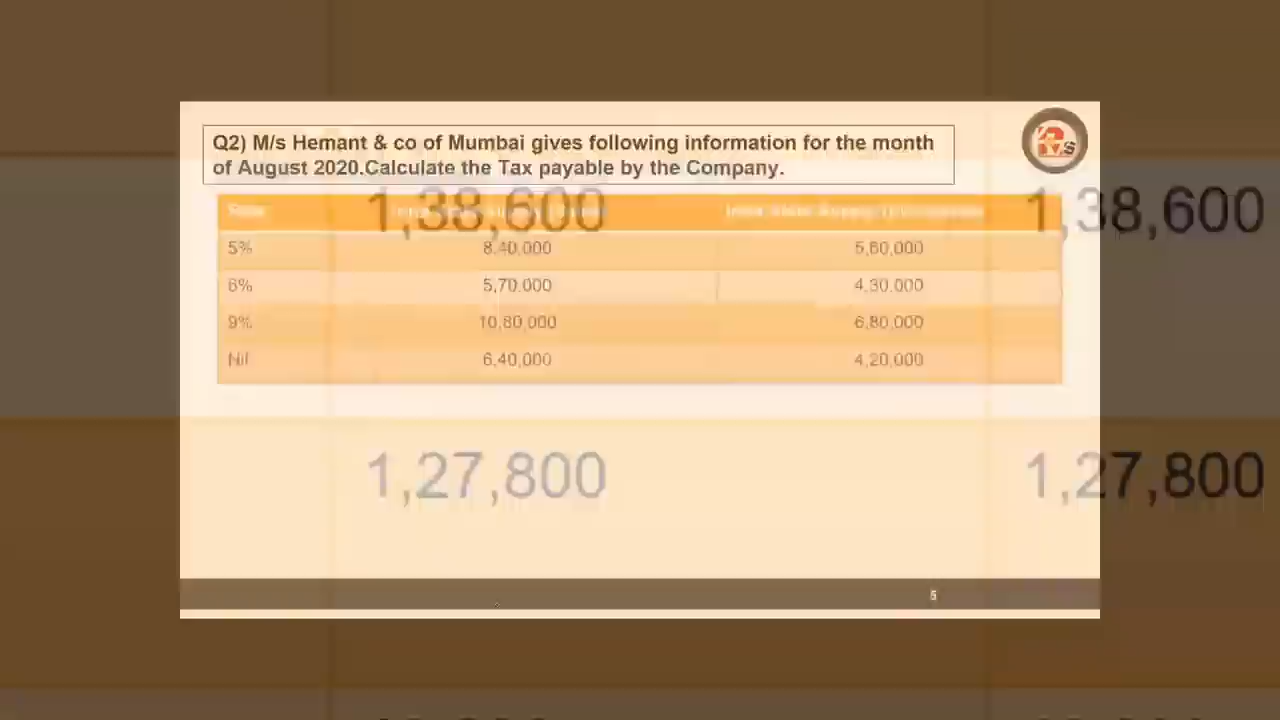 Q2) M/s Hemant & co of Mumbai gives following information for the month
of August 2020.Calculate the Tax payable by the Company.
1,38,600 1,38,600
5% 8,40,000 5,60,000
6% 5,70,000 4,30,000
9% 10,80,000 6,80,000
Nil 6,40,000 4,20,000
1,27,800 1,27,800
5